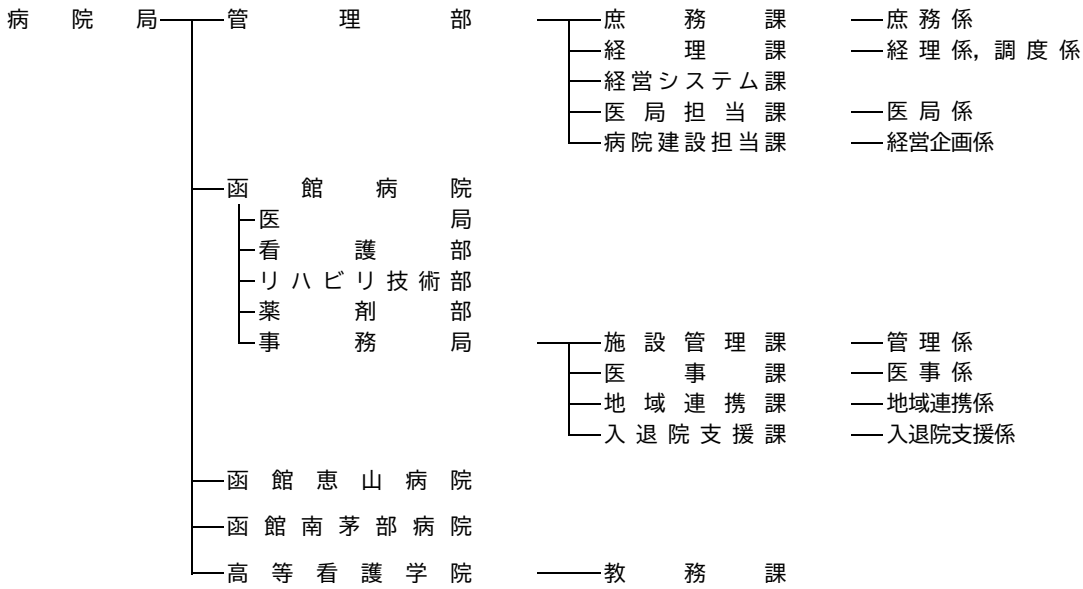 病院局 管理部 庶務課 庶務係
経理課 経理係，調度係
経営システム課
医局担当課 医局係
病院建設担当課 経営企画係
函館病院
医局
看護部
リハビリ技術部
薬剤部
事務局 施設管理課 管理係
医事課 医事係
地域連携課 地域連携係
入退院支援課 入退院支援係
函館恵山病院
函館南茅部病院
高等看護学院 教務課